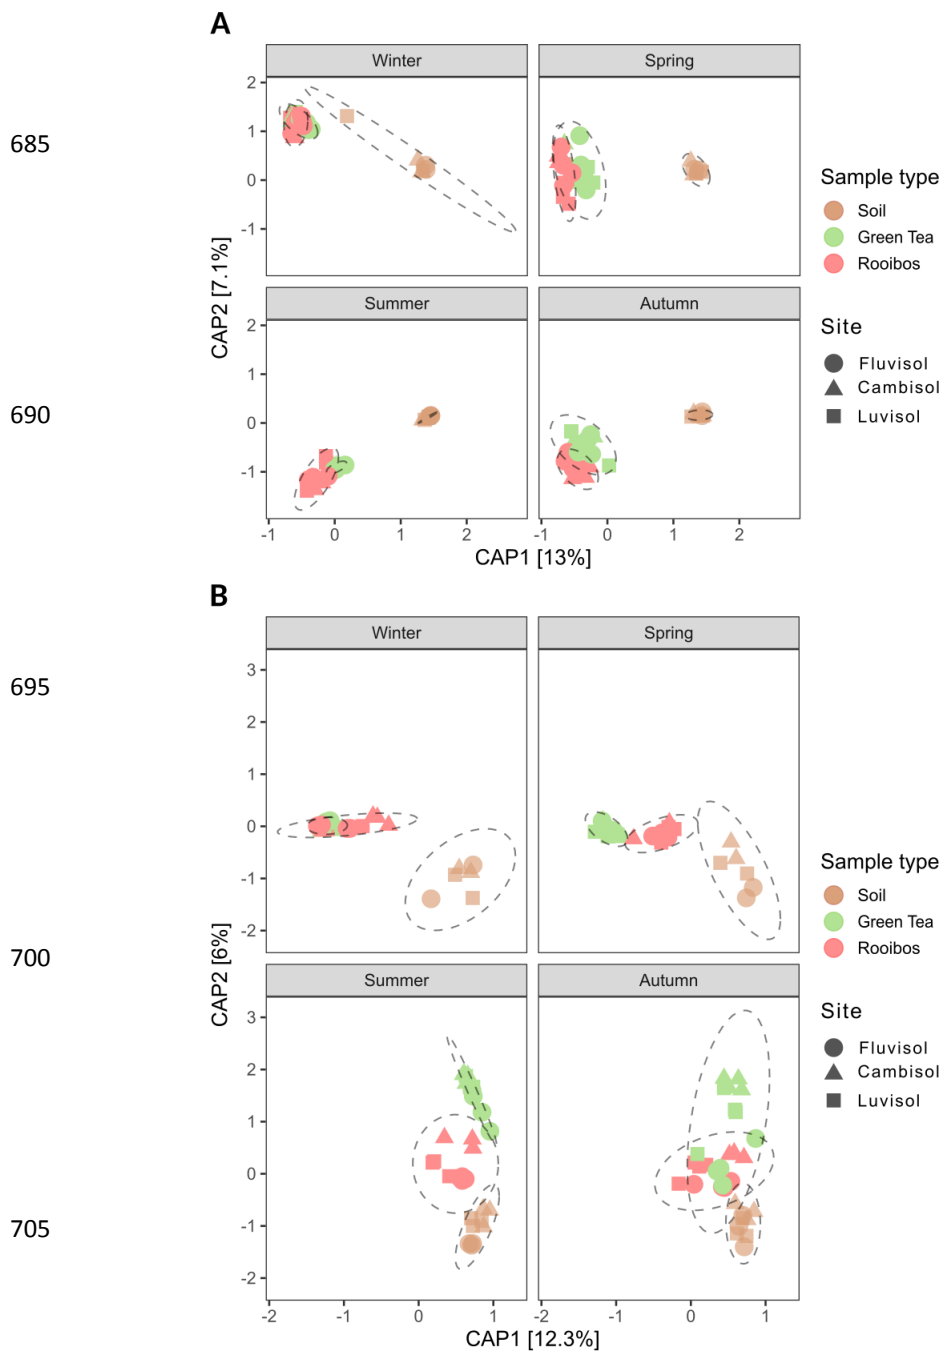 A
Winter
Spring
2
1
0
-1
685
Sample type
Soil
Green Tea
Rooibos
CAP2 [7.1%]
Summer
Autumn
2
1
0
-1
690
Site
Fluvisol
Cambisol
Luvisol
-1 0 1 2
-1 0 1 2
CAP1 [13%]
B
Winter
Spring
3
2
1
0
-1
-2
695
700
Sample type
Soil
Green Tea
Rooibos
CAP2 [6%]
Summer
Autumn
3
2
1
0
-1
-2
705
Site
Fluvisol
Cambisol
Luvisol
-2 -1 0 1
-2 -1 0 1
CAP1 [12.3%]